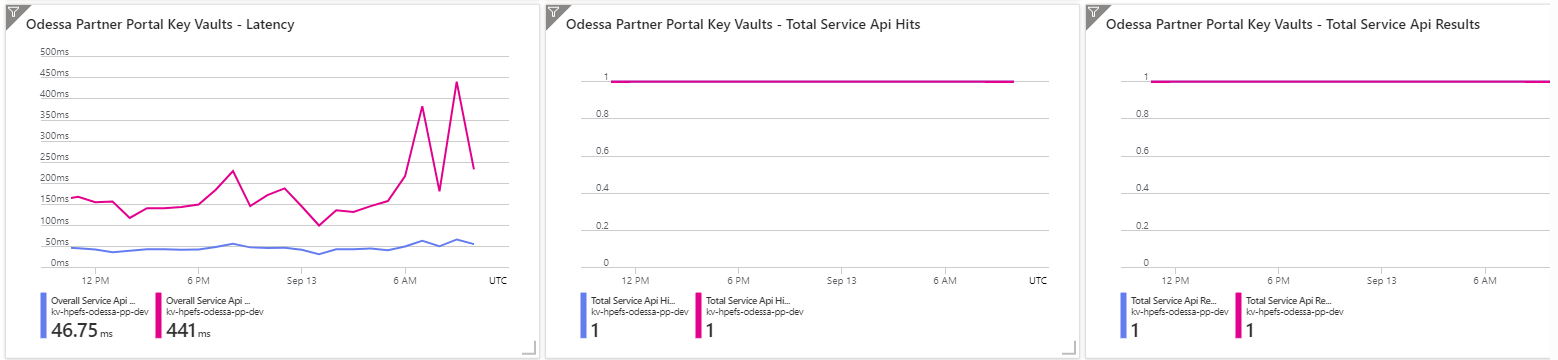 Odessa Partner Portal Key Vaults - Latency
500ms
450ms
400ms
350ms
300ms
250ms
200ms
150ms
100ms
50ms
0ms
12 PM
6 PM
Sep 13
6 AM
UTC
Overall Service Api ...
kv-hpefs-odessa-pp-dev
46.75 ms
Overall Service Api ...
kv-hpefs-odessa-pp-dev
441 ms
Odessa Partner Portal Key Vaults - Total Service Api Hits
1
0.8
0.6
0.4
0.2
0
12 PM
6 PM
Sep 13
6 AM
UTC
Total Service Api Hi...
kv-hpefs-odessa-pp-dev
1
Total Service Api Hi...
kv-hpefs-odessa-pp-dev
1
Odessa Partner Portal Key Vaults - Total Service Api Results
1
0.8
0.6
0.4
0.2
0
12 PM
6 PM
Sep 13
6 AM
Total Service Api Re...
kv-hpefs-odessa-pp-dev
1
Total Service Api Re...
kv-hpefs-odessa-pp-dev
1